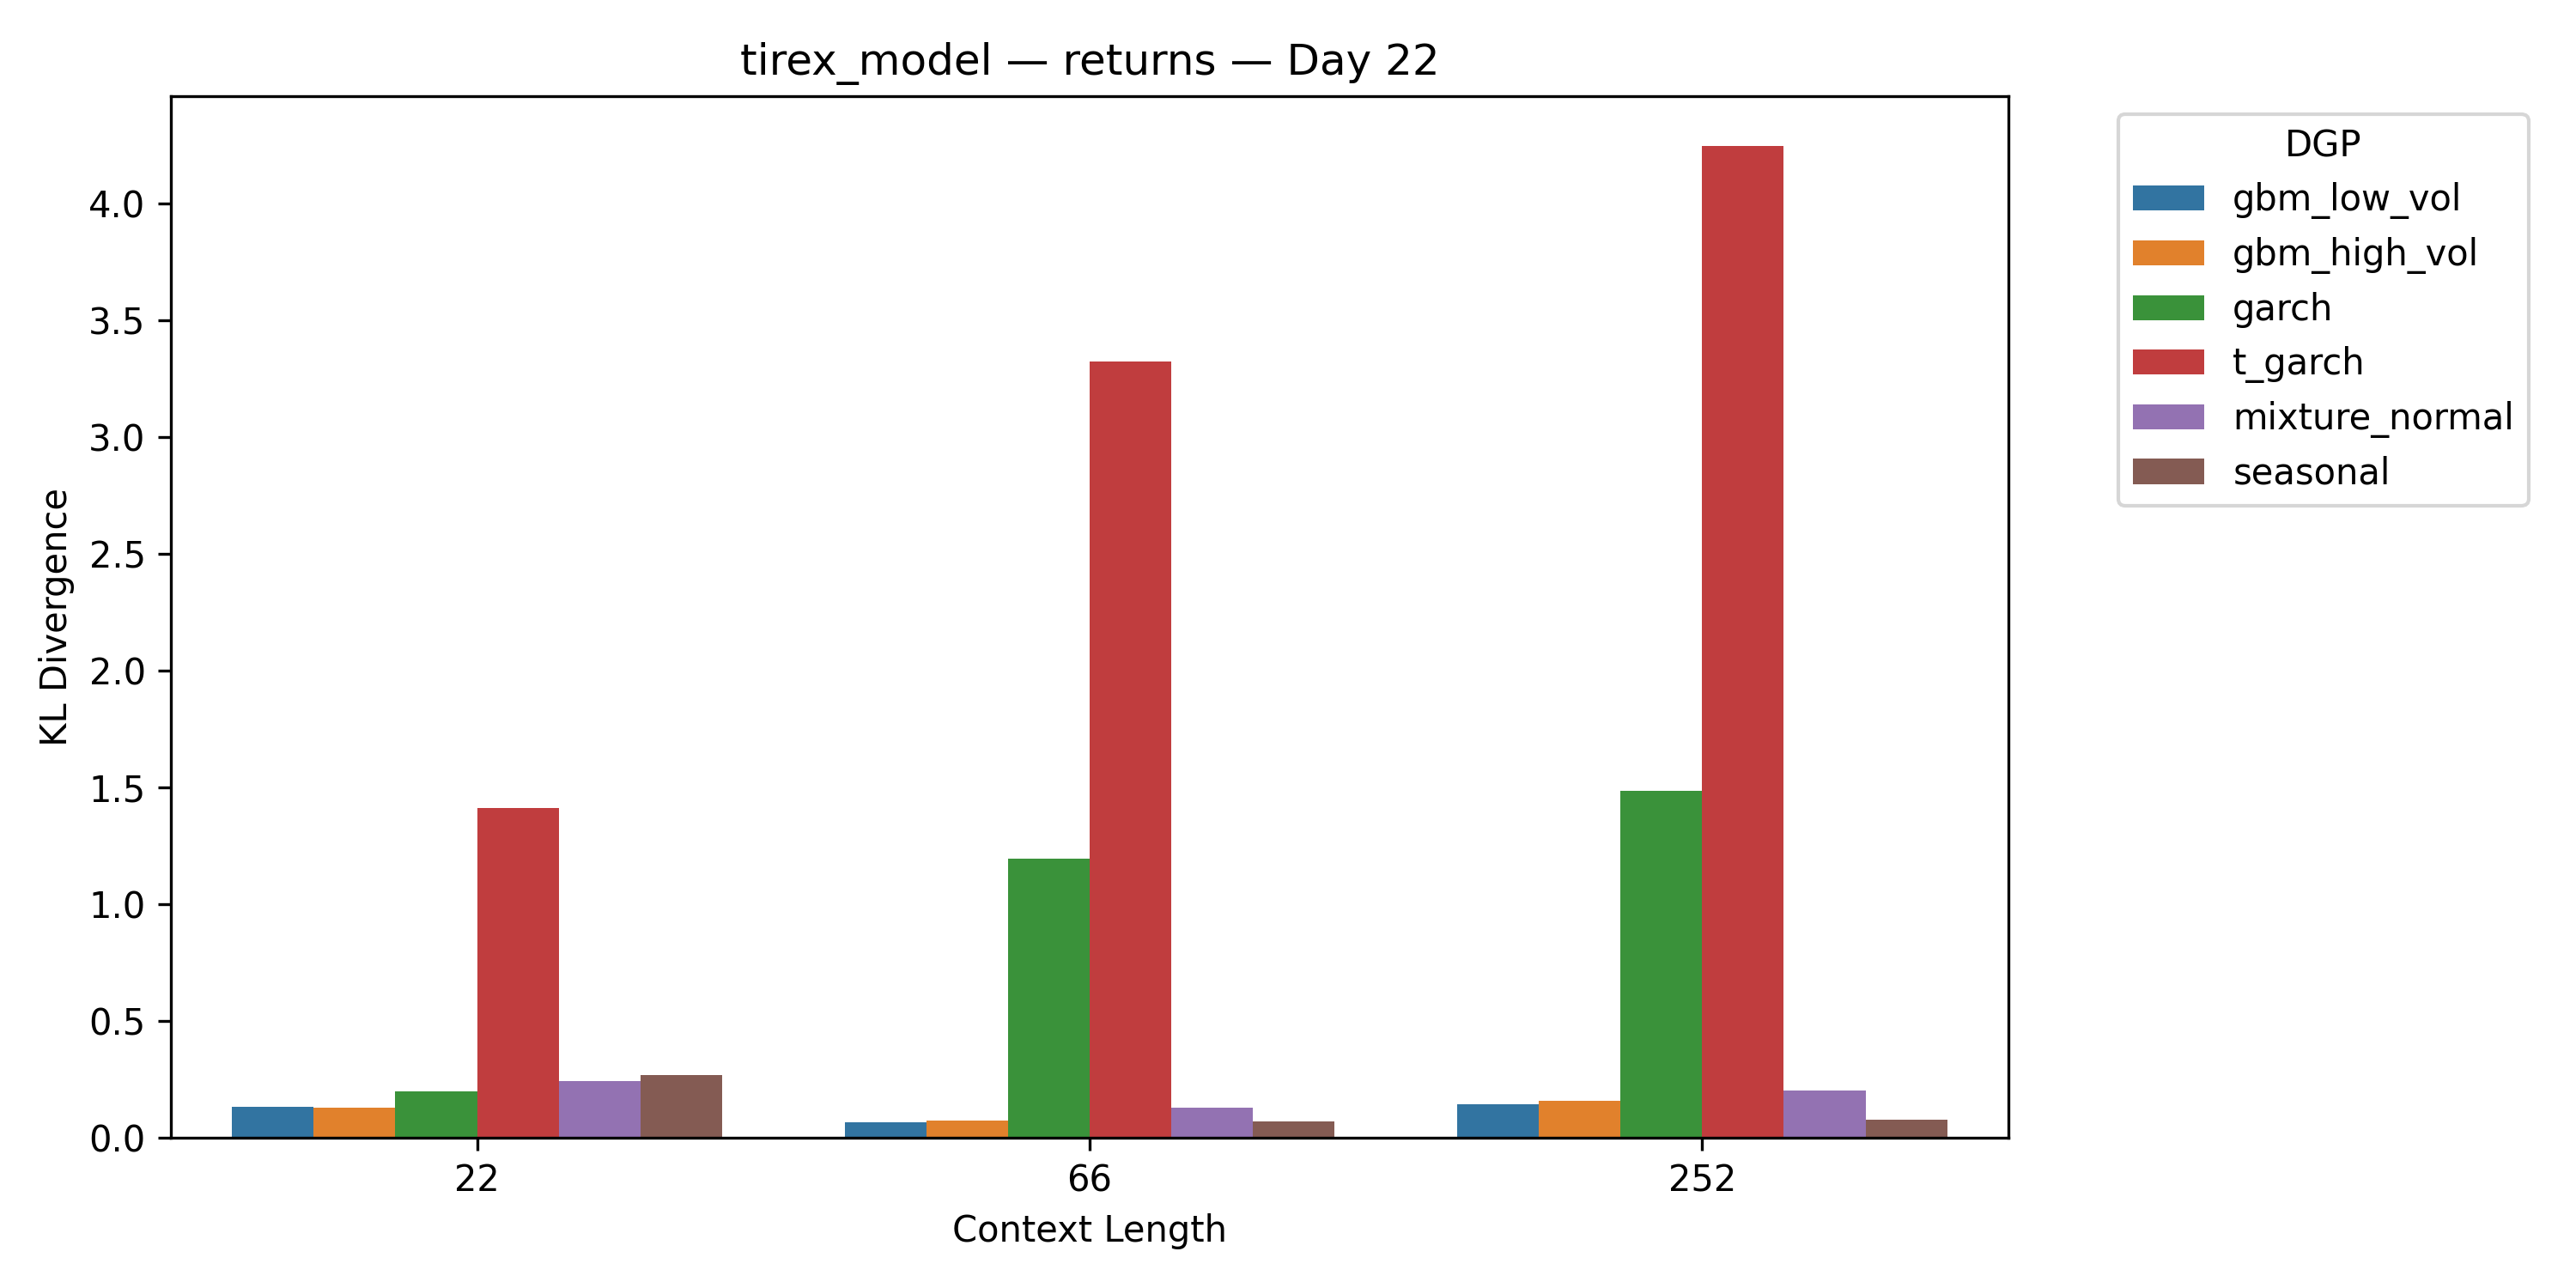 tirex_model — returns — Day 22
KL Divergence
4.0
3.5
3.0
2.5
2.0
1.5
1.0
0.5
0.0
22
66
252
Context Length
DGP
gbm_low_vol
gbm_high_vol
garch
t_garch
mixture_normal
seasonal